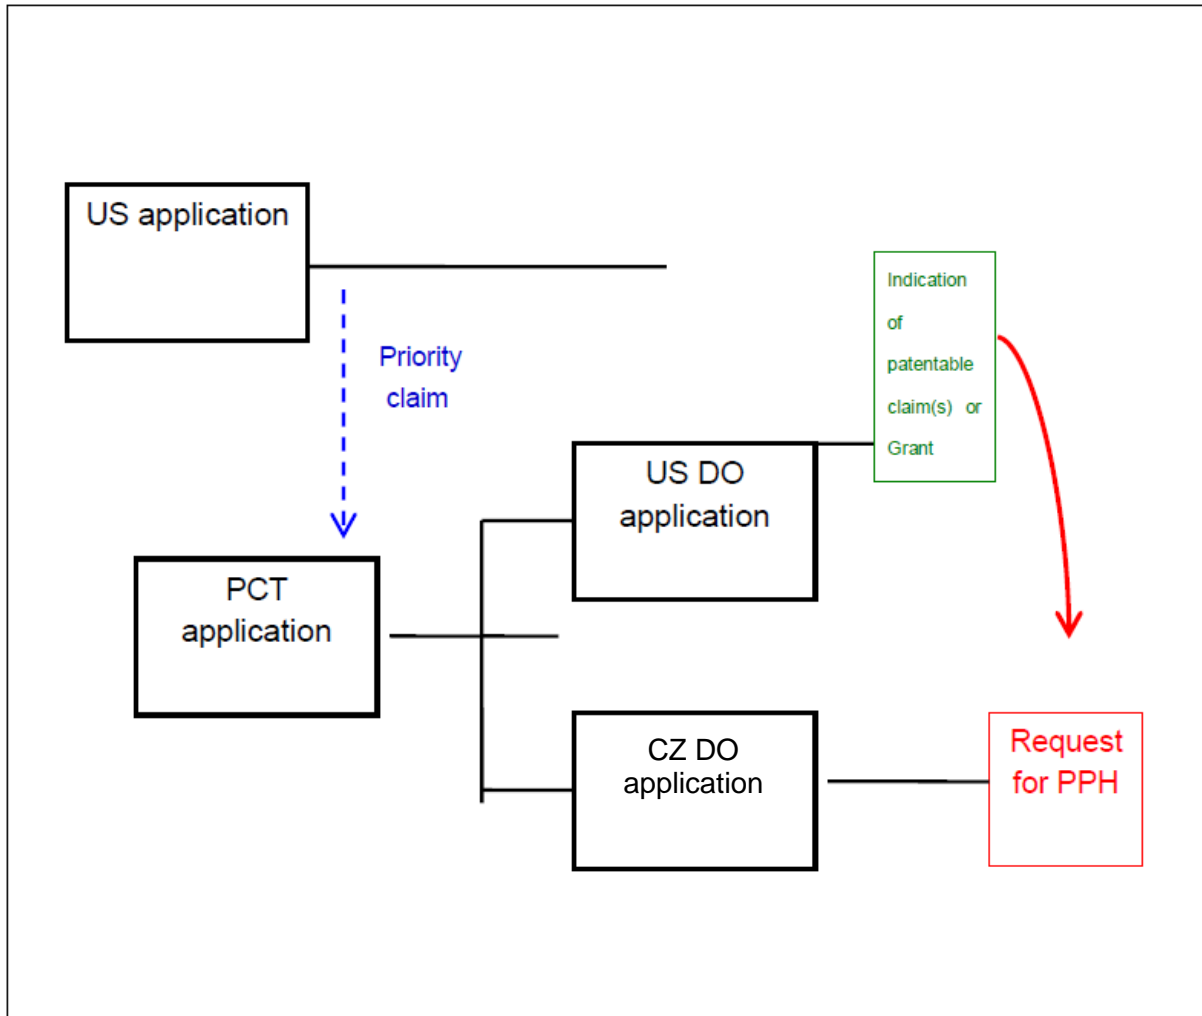 US application
Priority
claim
Indication
of
patentable
claim(s) or
Grant
US DO
application
PCT
application
CZ DO
application
Request
for PPH